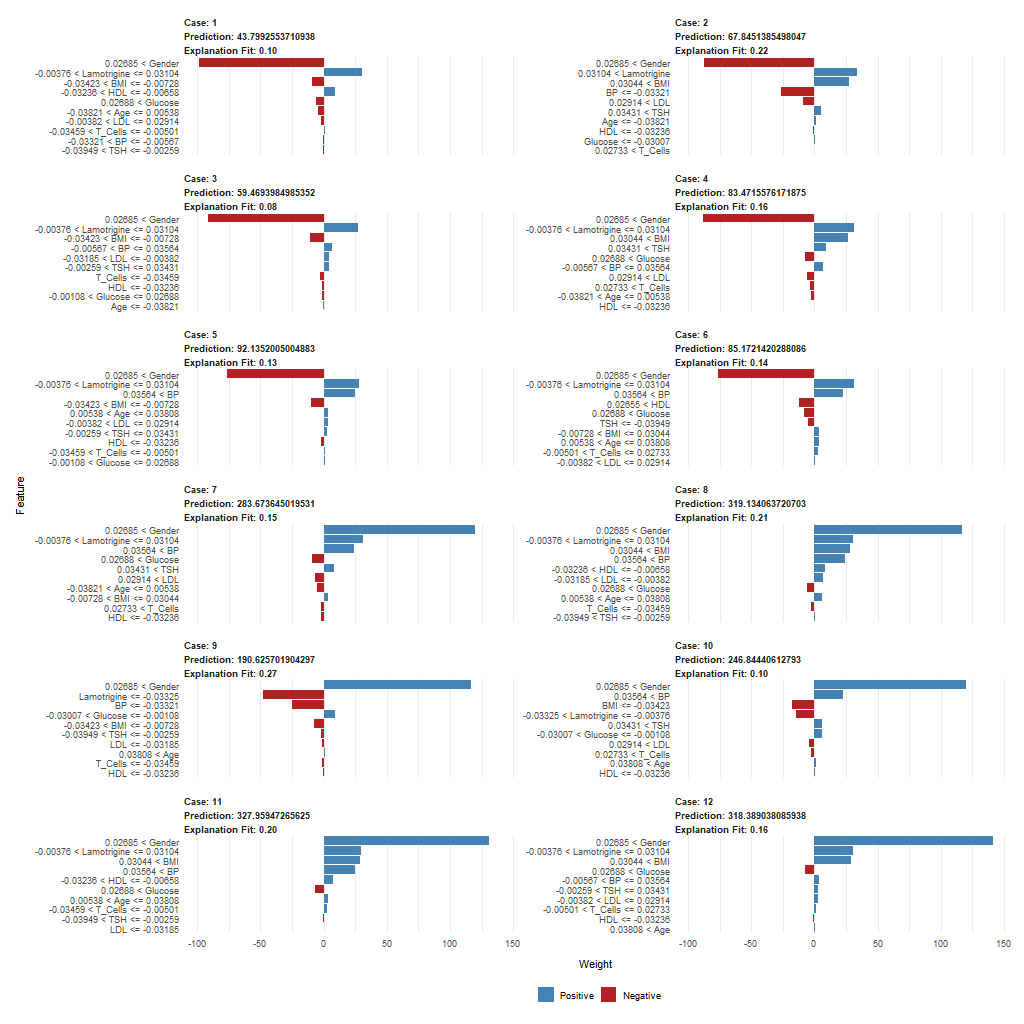 Case: 1
Prediction: 43.7992553710938
Explanation Fit: 0.10
0.02685 < Gender
-0.00376 < Lamotrigine <= 0.03104
-0.03423 < BMI <= -0.00728
-0.03236 < HDL <= -0.00658
0.02688 < Glucose
-0.03821 < Age <= 0.00538
-0.00382 < LDL <= 0.02914
-0.03459 < T_Cells <= -0.00501
-0.03321 < BP <= -0.00567
-0.03949 < TSH <= -0.00259
Case: 2
Prediction: 67.8451385498047
Explanation Fit: 0.22
0.02685 < Gender
0.03104 < Lamotrigine
0.03044 < BMI
BP <= -0.03321
0.02914 < LDL
0.03431 < TSH
Age <= -0.03821
HDL <= -0.03236
Glucose <= -0.03007
0.02733 < T_Cells
Case: 3
Prediction: 59.4693984985352
Explanation Fit: 0.08
0.02685 < Gender
-0.00376 < Lamotrigine <= 0.03104
-0.03423 < BMI <= -0.00728
-0.00567 < BP <= 0.03564
-0.03185 < LDL <= -0.00382
-0.00259 < TSH <= 0.03431
T_Cells <= -0.03459
HDL <= -0.03236
-0.00108 < Glucose <= 0.02688
Age <= -0.03821
Case: 4
Prediction: 83.4715576171875
Explanation Fit: 0.16
0.02685 < Gender
-0.00376 < Lamotrigine <= 0.03104
0.03044 < BMI
0.03431 < TSH
0.02688 < Glucose
-0.00567 < BP <= 0.03564
0.02914 < LDL
0.02733 < T_Cells
-0.03821 < Age <= 0.00538
HDL <= -0.03236
Case: 5
Prediction: 92.1352005004883
Explanation Fit: 0.13
0.02685 < Gender
-0.00376 < Lamotrigine <= 0.03104
0.03564 < BP
-0.03423 < BMI <= -0.00728
0.00538 < Age <= 0.03808
-0.00382 < LDL <= 0.02914
-0.00259 < TSH <= 0.03431
HDL <= -0.03236
-0.03459 < T_Cells <= -0.00501
-0.00108 < Glucose <= 0.02688
Case: 6
Prediction: 85.1721420288086
Explanation Fit: 0.14
0.02685 < Gender
-0.00376 < Lamotrigine <= 0.03104
0.03564 < BP
0.02655 < HDL
0.02688 < Glucose
TSH <= -0.03949
-0.00728 < BMI <= 0.03044
0.00538 < Age <= 0.03808
-0.00501 < T_Cells <= 0.02733
-0.00382 < LDL <= 0.02914
Feature
Case: 7
Prediction: 283.673645019531
Explanation Fit: 0.15
0.02685 < Gender
-0.00376 < Lamotrigine <= 0.03104
0.03564 < BP
0.02688 < Glucose
0.03431 < TSH
0.02914 < LDL
-0.03821 < Age <= 0.00538
-0.00728 < BMI <= 0.03044
0.02733 < T_Cells
HDL <= -0.03236
Case: 8
Prediction: 319.134063720703
Explanation Fit: 0.21
0.02685 < Gender
-0.00376 < Lamotrigine <= 0.03104
0.03044 < BMI
0.03564 < BP
-0.03236 < HDL <= -0.00658
-0.03185 < LDL <= -0.00382
0.02688 < Glucose
0.00538 < Age <= 0.03808
T_Cells <= -0.03459
-0.03949 < TSH <= -0.00259
Case: 9
Prediction: 190.625701904297
Explanation Fit: 0.27
0.02685 < Gender
Lamotrigine <= -0.03325
BP <= -0.03321
-0.03007 < Glucose <= -0.00108
-0.03423 < BMI <= -0.00728
-0.03949 < TSH <= -0.00259
LDL <= -0.03185
0.03808 < Age
T_Cells <= -0.03459
HDL <= -0.03236
Case: 10
Prediction: 246.84440612793
Explanation Fit: 0.10
0.02685 < Gender
0.03564 < BP
BMI <= -0.03423
-0.03325 < Lamotrigine <= -0.00376
0.03431 < TSH
-0.03007 < Glucose <= -0.00108
0.02914 < LDL
0.02733 < T_Cells
0.03808 < Age
HDL <= -0.03236
Case: 11
Prediction: 327.95947265625
Explanation Fit: 0.20
0.02685 < Gender
-0.00376 < Lamotrigine <= 0.03104
0.03044 < BMI
0.03564 < BP
-0.03236 < HDL <= -0.00658
0.02688 < Glucose
0.00538 < Age <= 0.03808
-0.03459 < T_Cells <= -0.00501
-0.03949 < TSH <= -0.00259
LDL <= -0.03185
Case: 12
Prediction: 318.389038085938
Explanation Fit: 0.16
0.02685 < Gender
-0.00376 < Lamotrigine <= 0.03104
0.03044 < BMI
0.02688 < Glucose
-0.00567 < BP <= 0.03564
-0.00259 < TSH <= 0.03431
-0.00382 < LDL <= 0.02914
-0.00501 < T_Cells <= 0.02733
HDL <= -0.03236
0.03808 < Age
-100 -50 0 50 100 150
-100 -50 0 50 100 150
Weight
Positive Negative